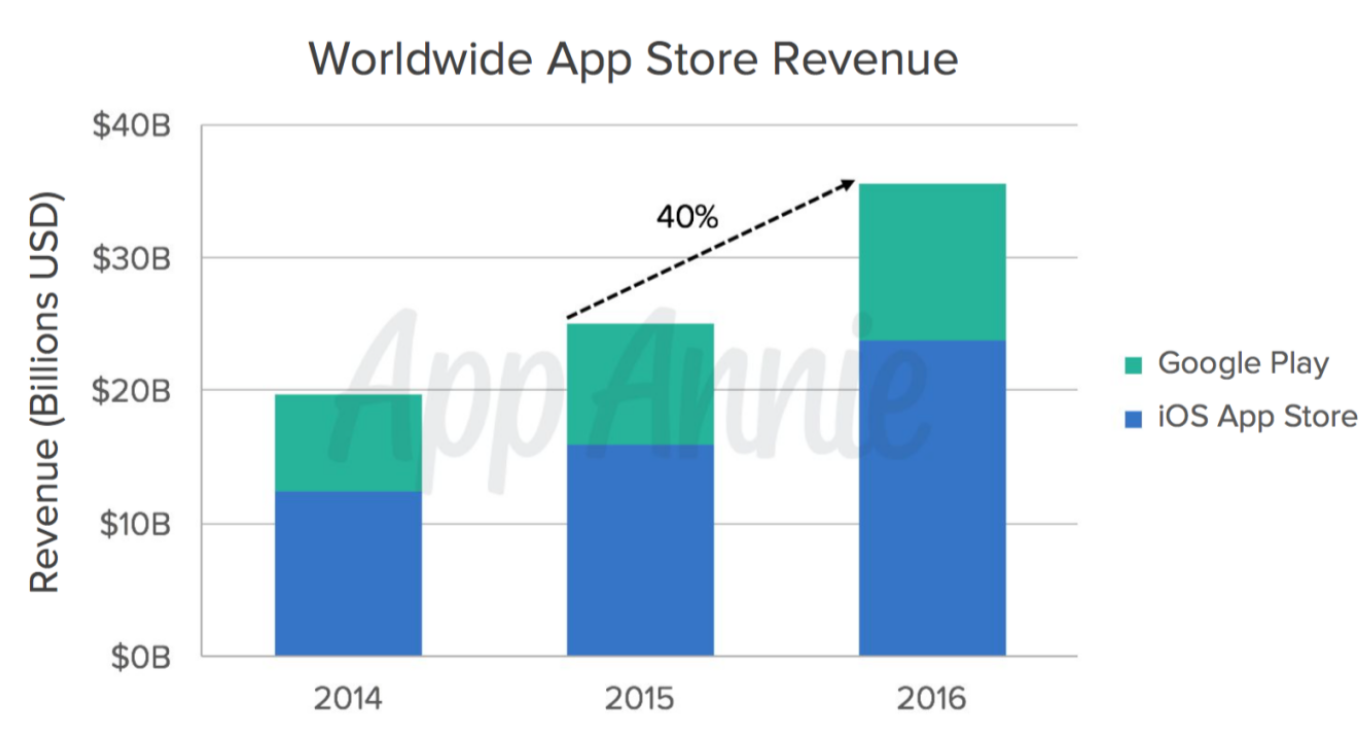 Worldwide App Store Revenue
Revenue (Billions USD)
$40B
$30B
$20B
$10B
$0B
40%
App Annie
2014
2015
2016
Google Play
iOS App Store